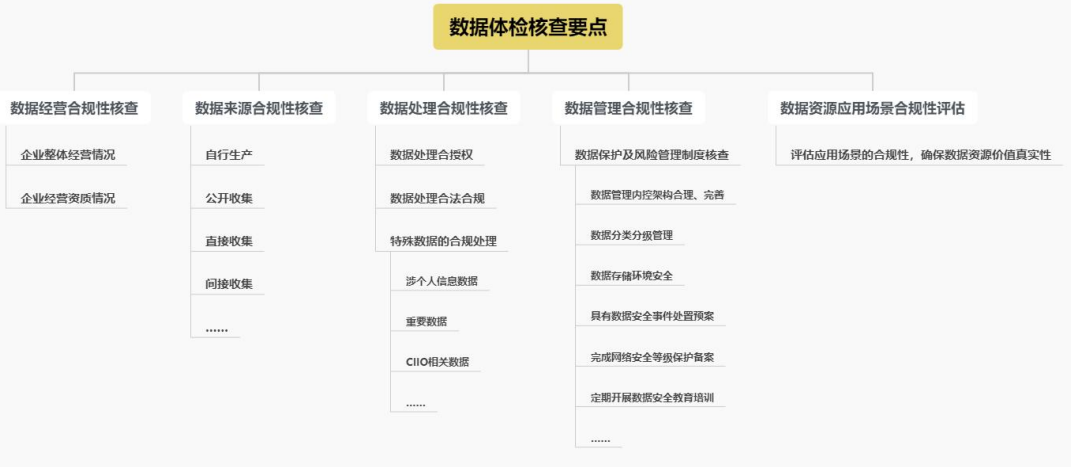 数据体检核查要点
数据经营合规性核查
企业整体经营情况
企业经营资质情况
数据来源合规性核查
自行生产
公开收集
直接收集
间接收集
......
数据处理合规性核查
数据处理合授权
数据处理合法合规
特殊数据的合规处理
涉个人信息数据
重要数据
CIIO相关数据
......
数据管理合规性核查
数据保护及风险管理制度核查
数据管理内控架构合理、完善
数据分类分级管理
数据存储环境安全
具有数据安全事件处置预案
完成网络安全等级保护备案
定期开展数据安全教育培训
......
数据资源应用场景合规性评估
评估应用场景的合规性，确保数据资源价值真实性